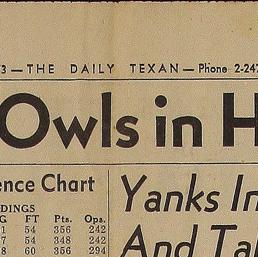 3—THE DAILY TEXAN—Phone 2-247
Owls in H
ence Chart
Yanks In
DINGS
G FT Pts. Ops.
1 54 356 242
7 54 348 242
8 60 356 294
And Ta